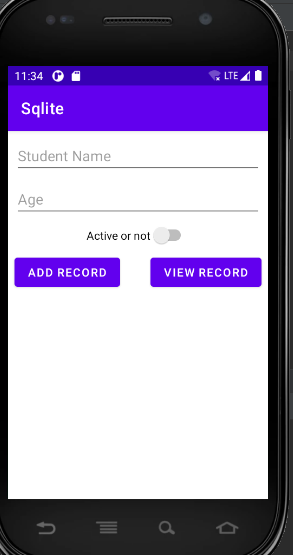 11:34 LTE
Sqlite
Student Name
Age
Active or not
ADD RECORD VIEW RECORD